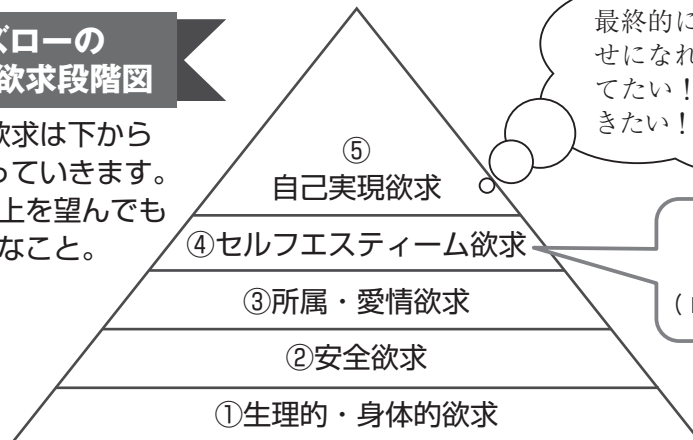 ズローの
欲求段階図
欲求は下から
っていきます。
上を望んでも
なこと。
最終的に
せになれ
てたい！
きたい！
⑤
自己実現欲求
④セルフエスティーム欲求
③所属・愛情欲求
②安全欲求
①生理的・身体的欲求